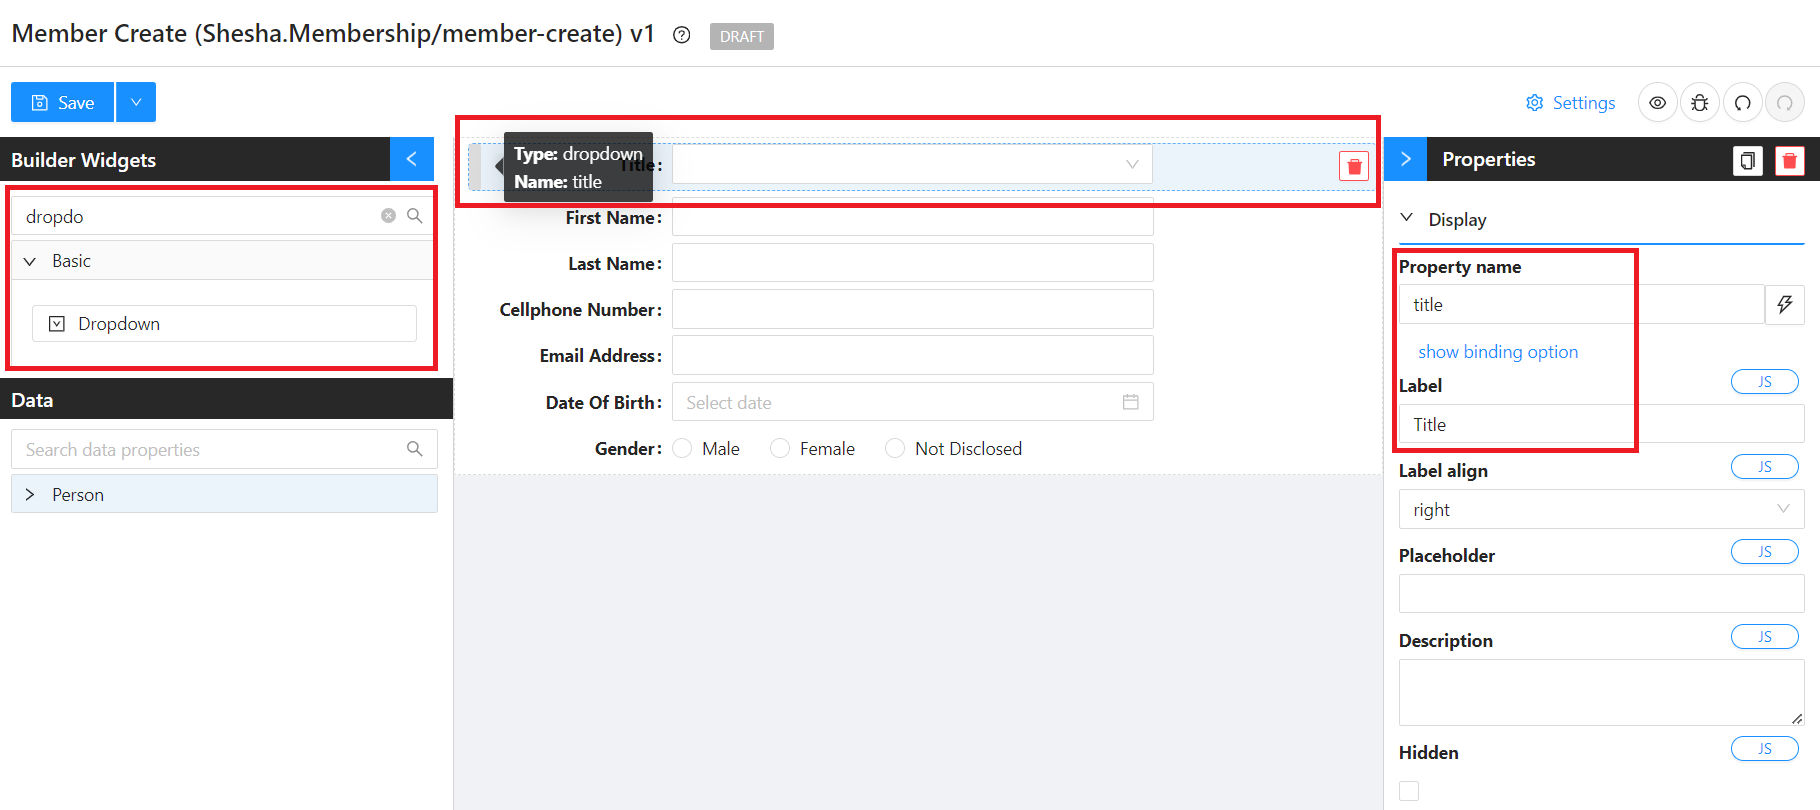 Member Create (Shesha.Membership/member-create) v1
DRAFT
Save
Settings
Builder Widgets
dropdo
Basic
Dropdown
Data
Search data properties
Person
Type: dropdown
Name: title
Title:
First Name:
Last Name:
Cellphone Number:
Email Address:
Date Of Birth: Select date
Gender: Male Female Not Disclosed
Properties
Display
Property name
title
show binding option
Label JS
Title
Label align JS
right
Placeholder JS
Description JS
Hidden JS